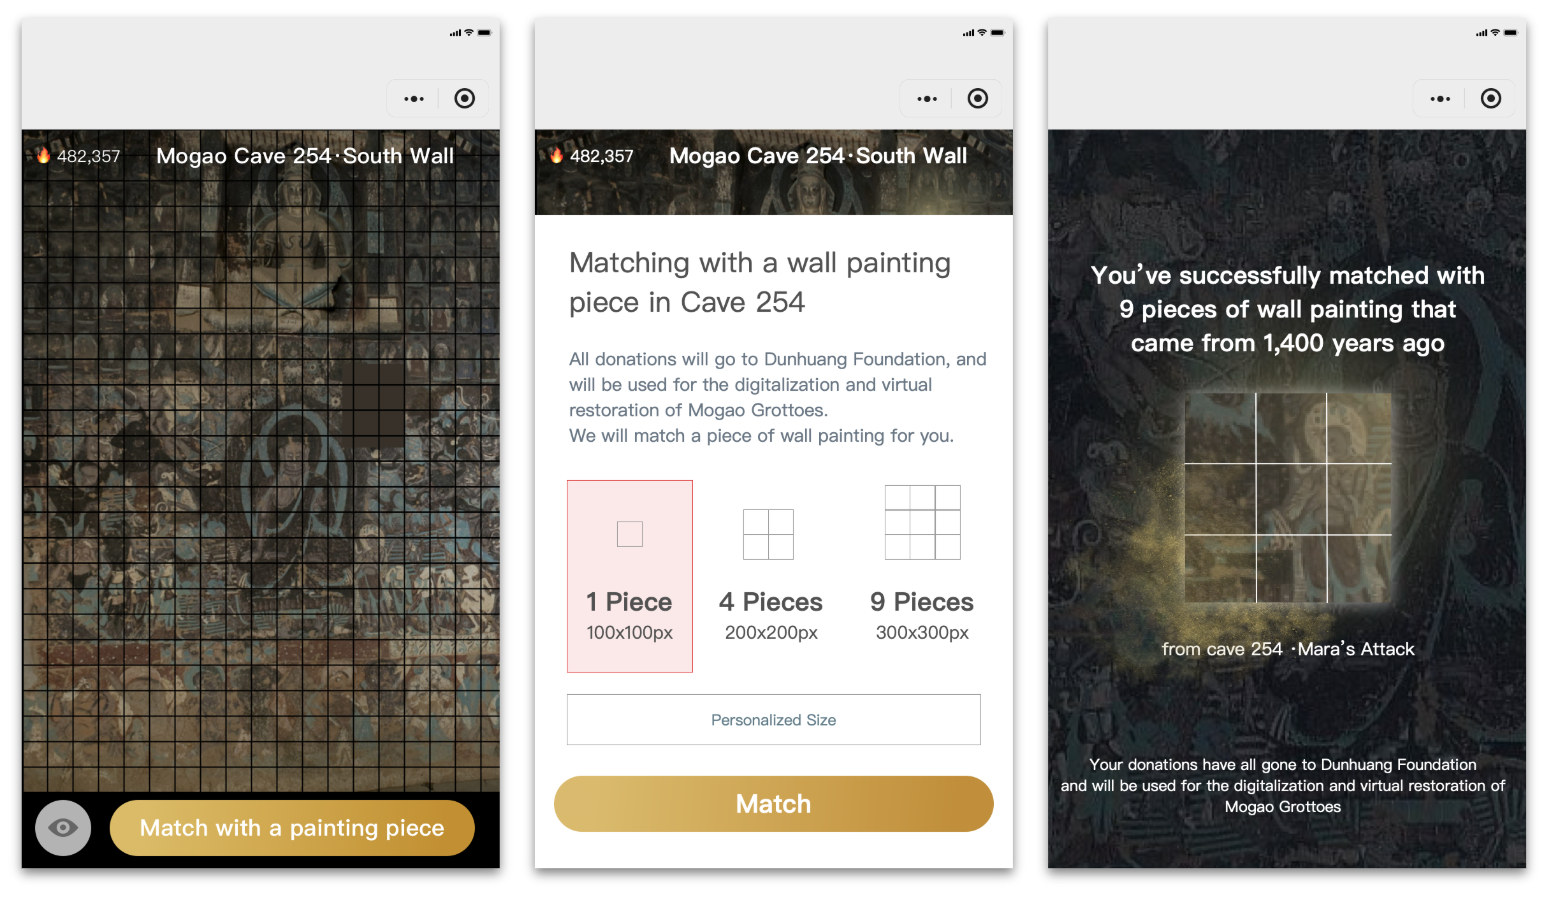 482,357
Mogao Cave 254·South Wall
Match with a painting piece
482,357
Mogao Cave 254·South Wall
Matching with a wall painting
piece in Cave 254
All donations will go to Dunhuang Foundation, and
will be used for the digitalization and virtual
restoration of Mogao Grottoes.
We will match a piece of wall painting for you.
1 Piece
100x100px
4 Pieces
200x200px
9 Pieces
300x300px
Personalized Size
Match
You’ve successfully matched with
9 pieces of wall painting that
came from 1,400 years ago
from cave 254 ·Mara’s Attack
Your donations have all gone to Dunhuang Foundation
and will be used for the digitalization and virtual restoration of
Mogao Grottoes